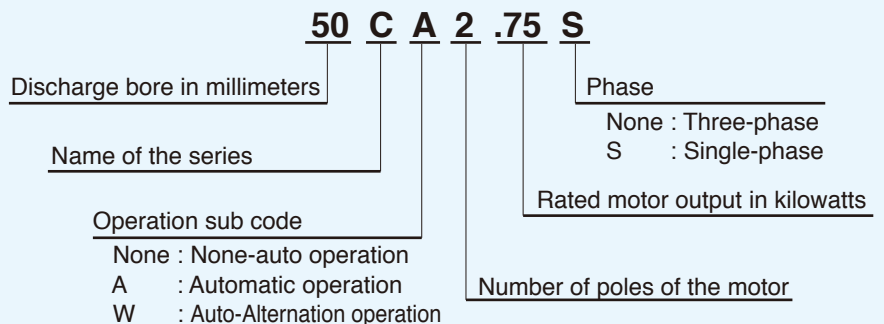 50 C A 2 .75 S
Discharge bore in millimeters
Phase
None : Three-phase
S : Single-phase
Name of the series
Rated motor output in kilowatts
Operation sub code
None : None-auto operation
A : Automatic operation
W : Auto-Alternation operation
Number of poles of the motor